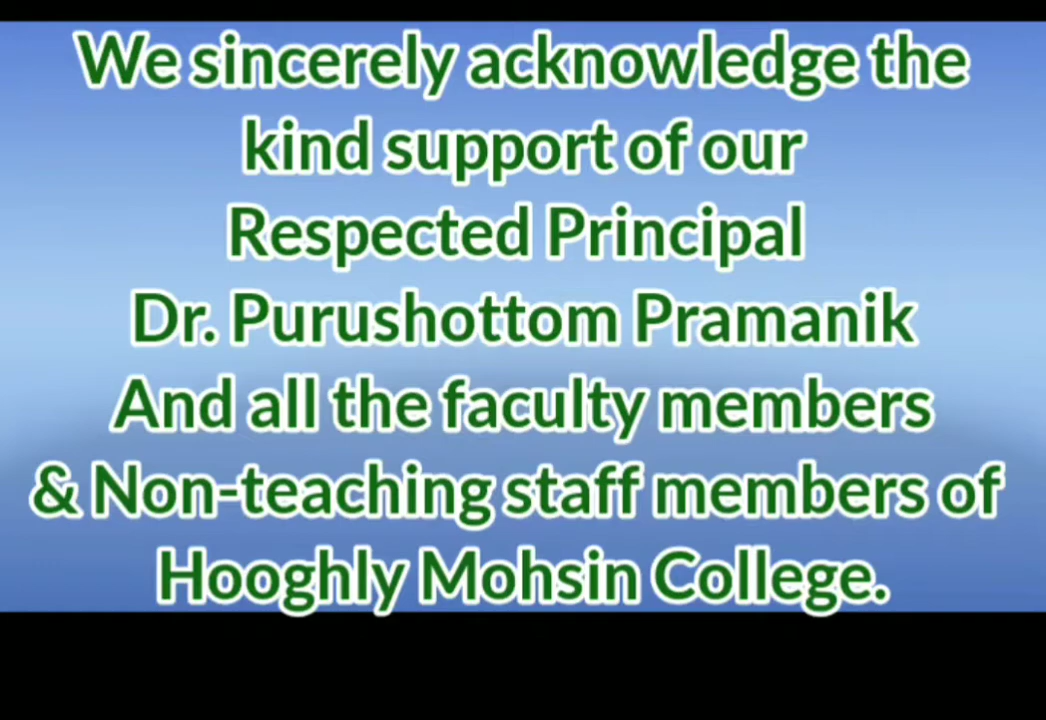 We sincerely acknowledge the
kind support of our
Respected Principal
Dr. Purushottom Pramanik
And all the faculty members
& Non-teaching staff members of
Hooghly Mohsin College.